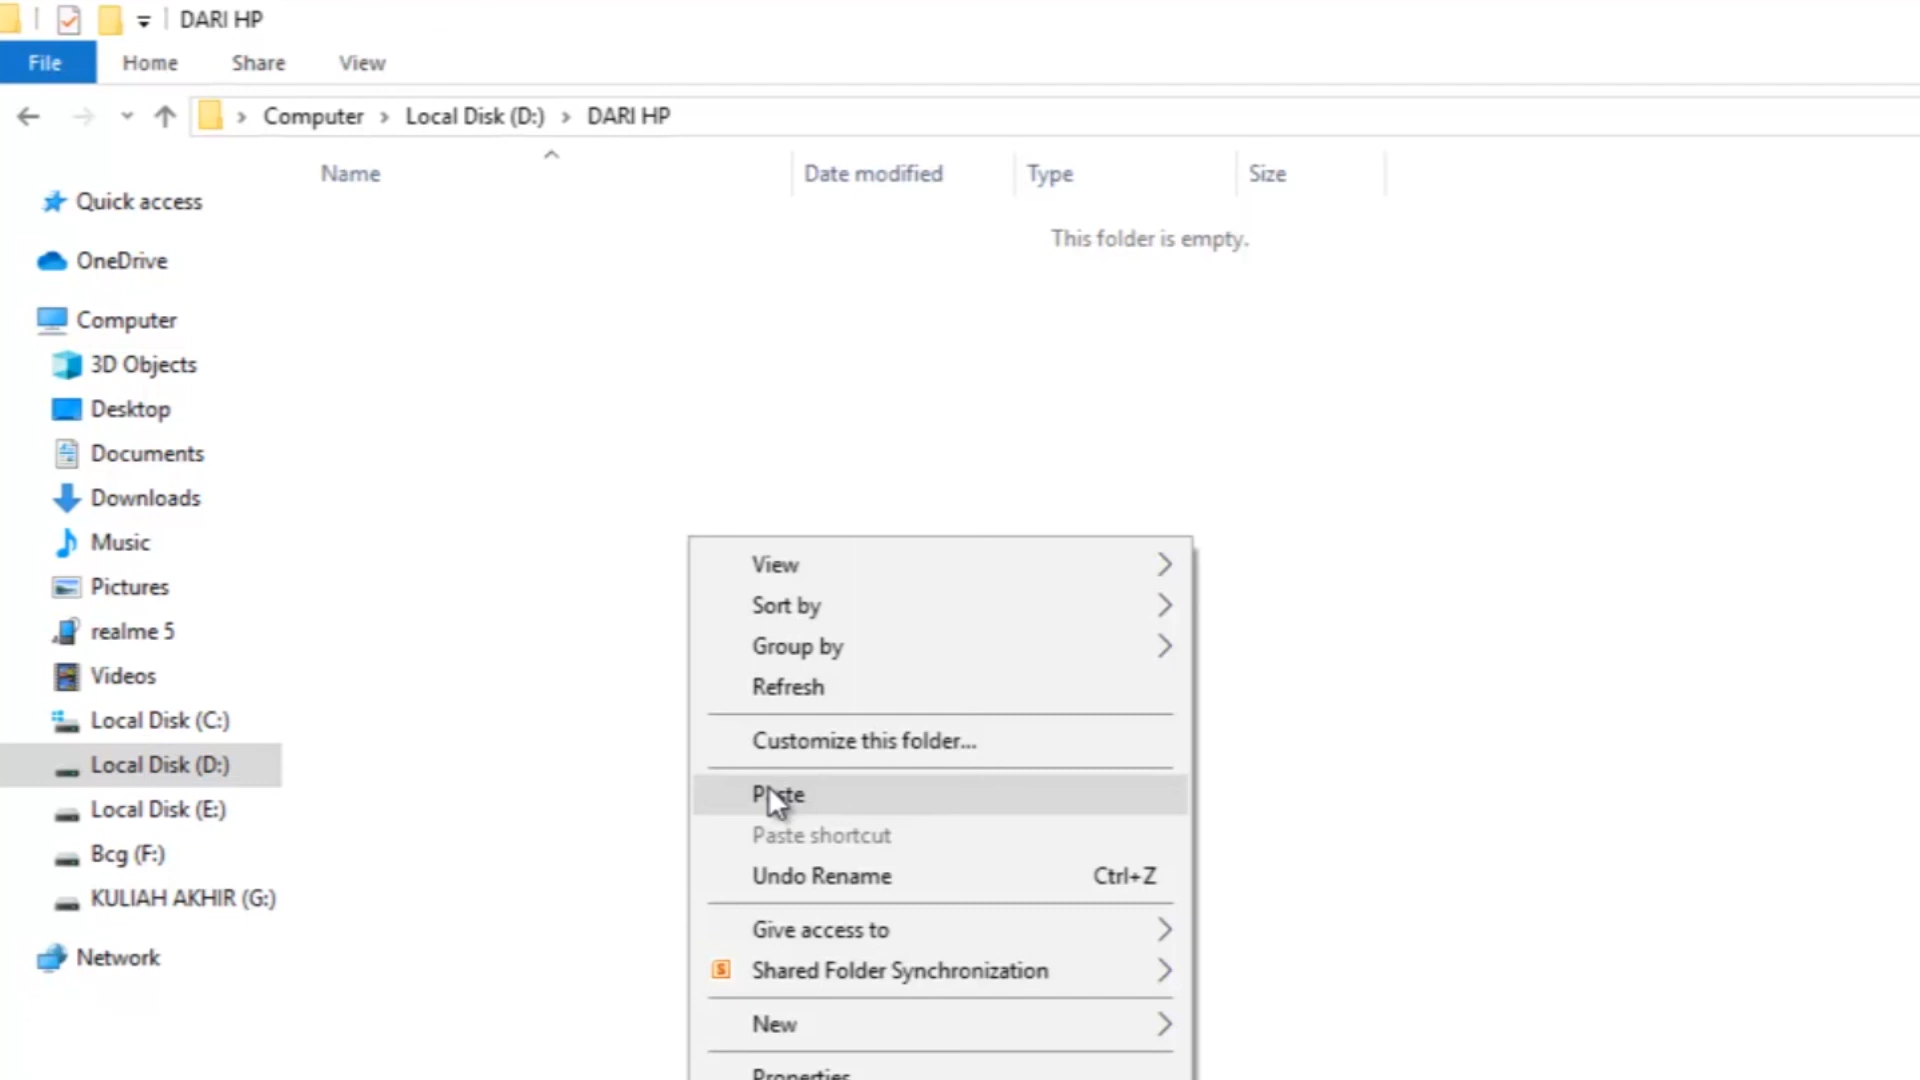 DARI HP
File Home Share View
Computer Local Disk (D:) DARI HP
Name Date modified Type Size
This folder is empty.
Quick access
OneDrive
Computer
3D Objects
Desktop
Documents
Downloads
Music
Pictures
realme 5
Videos
Local Disk (C:)
Local Disk (D:)
Local Disk (E:)
Bcg (F:)
KULIAH AKHIR (G:)
Network
View
Sort by
Group by
Refresh
Customize this folder...
Paste
Paste shortcut
Undo Rename Ctrl+Z
Give access to
S Shared Folder Synchronization
New
Properties